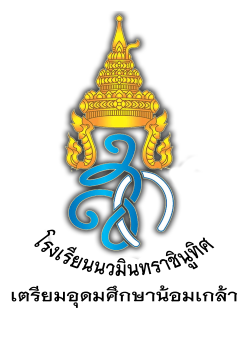 โรงเรียนนวมินทราชินูทิศ
เตรียมอุดมศึกษาน้อมเกล้า